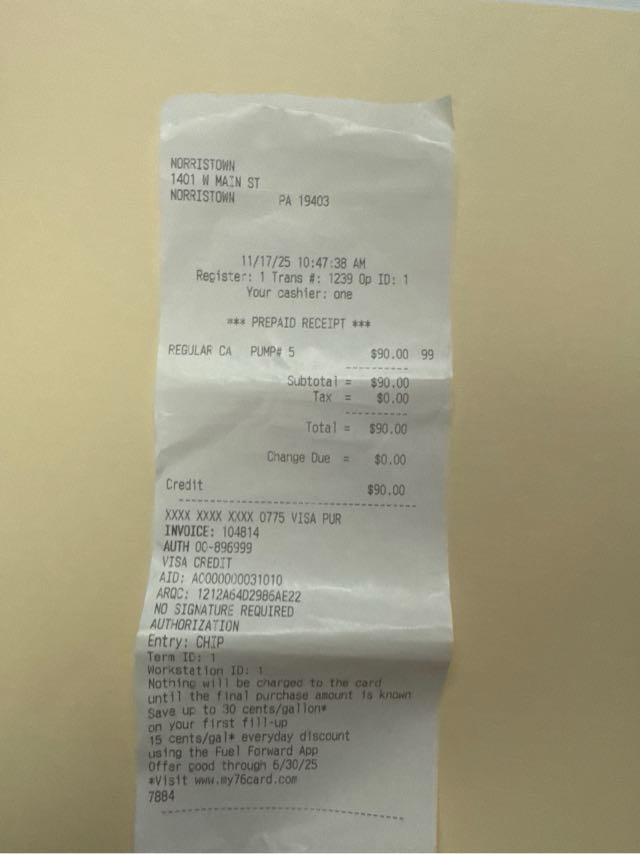 NORRISTOWN
1401 W MAIN ST
NORRISTOWN PA 19403
11/17/25 10:47:38 AM
Register: 1 Trans #: 1239 Op ID: 1
Your cashier: one
*** PREPAID RECEIPT ***
REGULAR CA PUMP# 5 $90.00 99
Subtotal = $90.00
Tax = $0.00
Total = $90.00
Change Due = $0.00
Credit $90.00
XXXX XXXX XXXX 0775 VISA PUR
INVOICE: 104814
AUTH 00-896999
VISA CREDIT
AID: A0000000031010
ARQC: 1212A64D2986AE22
NO SIGNATURE REQUIRED
AUTHORIZATION
Entry: CHIP
Term ID: 1
Workstation ID: 1
Nothing will be charged to the card
until the final purchase amount is known
Save up to 30 cents/gallon*
on your first fill-up
15 cents/gal* everyday discount
using the Fuel Forward App
Offer good through 6/30/25
*Visit www.my76card.com
7884